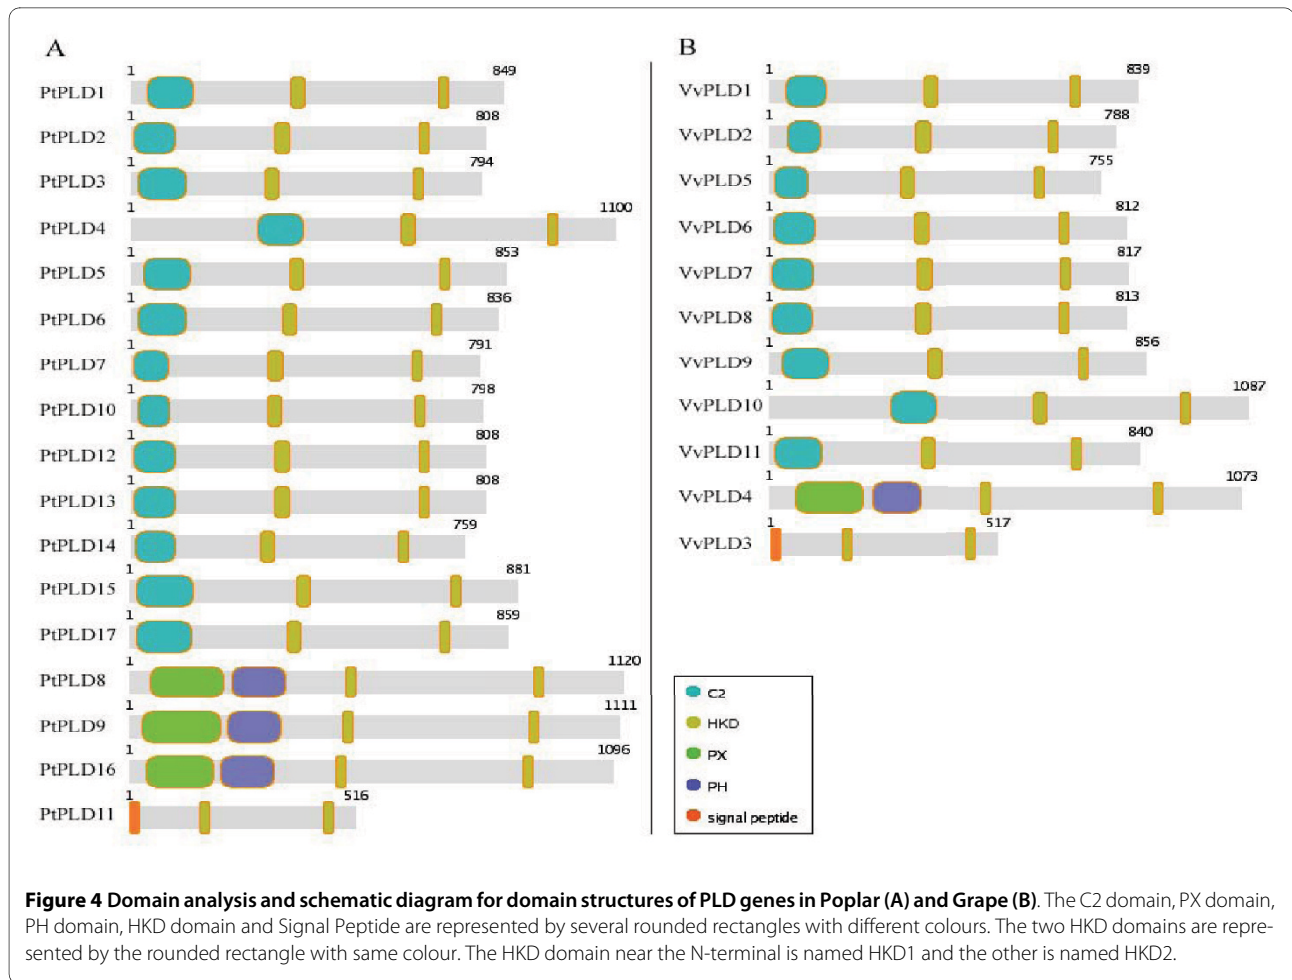 A
1 849
PtPLD1
1 808
PtPLD2
1 794
PtPLD3
1 1100
PtPLD4
1 853
PtPLD5
1 836
PtPLD6
1 791
PtPLD7
1 798
PtPLD10
1 808
PtPLD12
1 808
PtPLD13
1 759
PtPLD14
1 881
PtPLD15
1 859
PtPLD17
1 1120
PtPLD8
1 1111
PtPLD9
1 1096
PtPLD16
1 516
PtPLD11
B
1 839
VvPLD1
1 788
VvPLD2
1 755
VvPLD5
1 812
VvPLD6
1 817
VvPLD7
1 813
VvPLD8
1 856
VvPLD9
1 1087
VvPLD10
1 840
VvPLD11
1 1073
VvPLD4
1 517
VvPLD3
C2
HKD
PX
PH
signal peptide
Figure 4 Domain analysis and schematic diagram for domain structures of PLD genes in Poplar (A) and Grape (B). The C2 domain, PX domain,
PH domain, HKD domain and Signal Peptide are represented by several rounded rectangles with different colours. The two HKD domains are repre-
sented by the rounded rectangle with same colour. The HKD domain near the N-terminal is named HKD1 and the other is named HKD2.